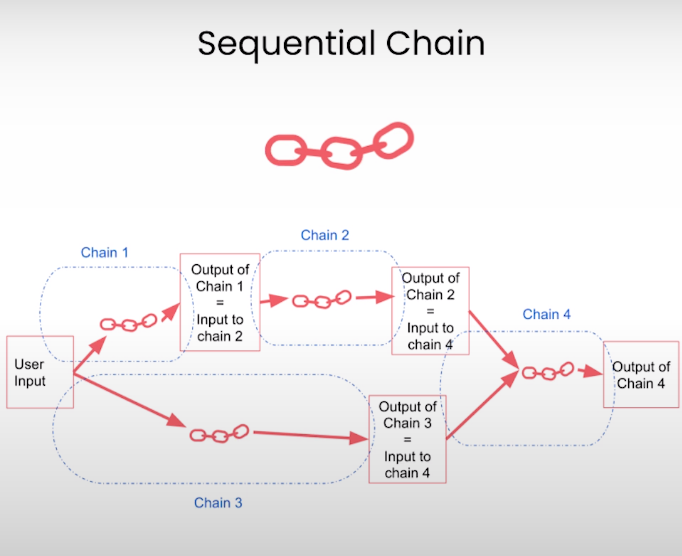 Sequential Chain
Chain 1
Chain 2
Output of
Chain 1
=
Input to
chain 2
Output of
Chain 2
=
Input to
chain 4
Chain 4
User
Input
Output of
Chain 4
Output of
Chain 3
=
Input to
chain 4
Chain 3